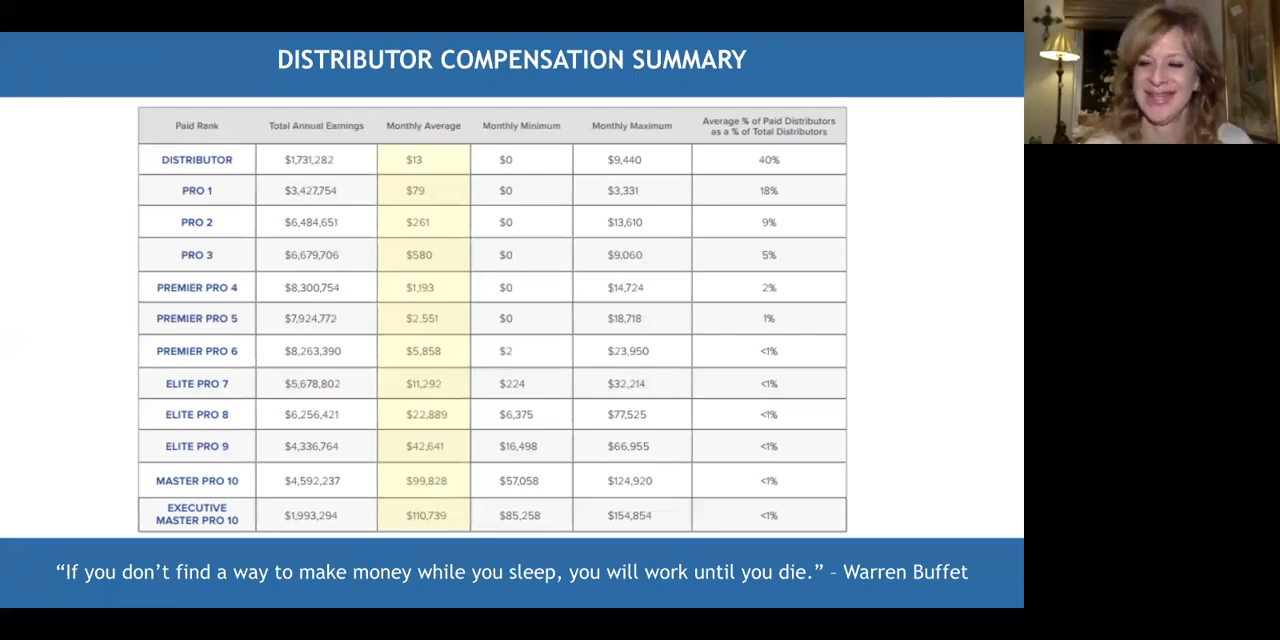 DISTRIBUTOR COMPENSATION SUMMARY
Paid Rank Total Annual Earnings Monthly Average Monthly Minimum Monthly Maximum Average % of Paid Distributors as a % of Total Distributors
DISTRIBUTOR $1,731,282 $13 $0 $9,440 40%
PRO 1 $3,427,754 $79 $0 $3,331 18%
PRO 2 $6,484,651 $261 $0 $13,610 9%
PRO 3 $6,679,706 $580 $0 $9,060 5%
PREMIER PRO 4 $8,300,754 $1,193 $0 $14,724 2%
PREMIER PRO 5 $7,924,772 $2,551 $0 $18,718 1%
PREMIER PRO 6 $8,263,390 $5,858 $2 $23,950 <1%
ELITE PRO 7 $5,678,802 $11,292 $224 $32,214 <1%
ELITE PRO 8 $6,256,421 $22,889 $6,375 $77,525 <1%
ELITE PRO 9 $4,336,764 $42,641 $16,498 $66,955 <1%
MASTER PRO 10 $4,592,237 $99,828 $57,058 $124,920 <1%
EXECUTIVE MASTER PRO 10 $1,993,294 $110,739 $85,258 $154,854 <1%
“If you don’t find a way to make money while you sleep, you will work until you die.” – Warren Buffet